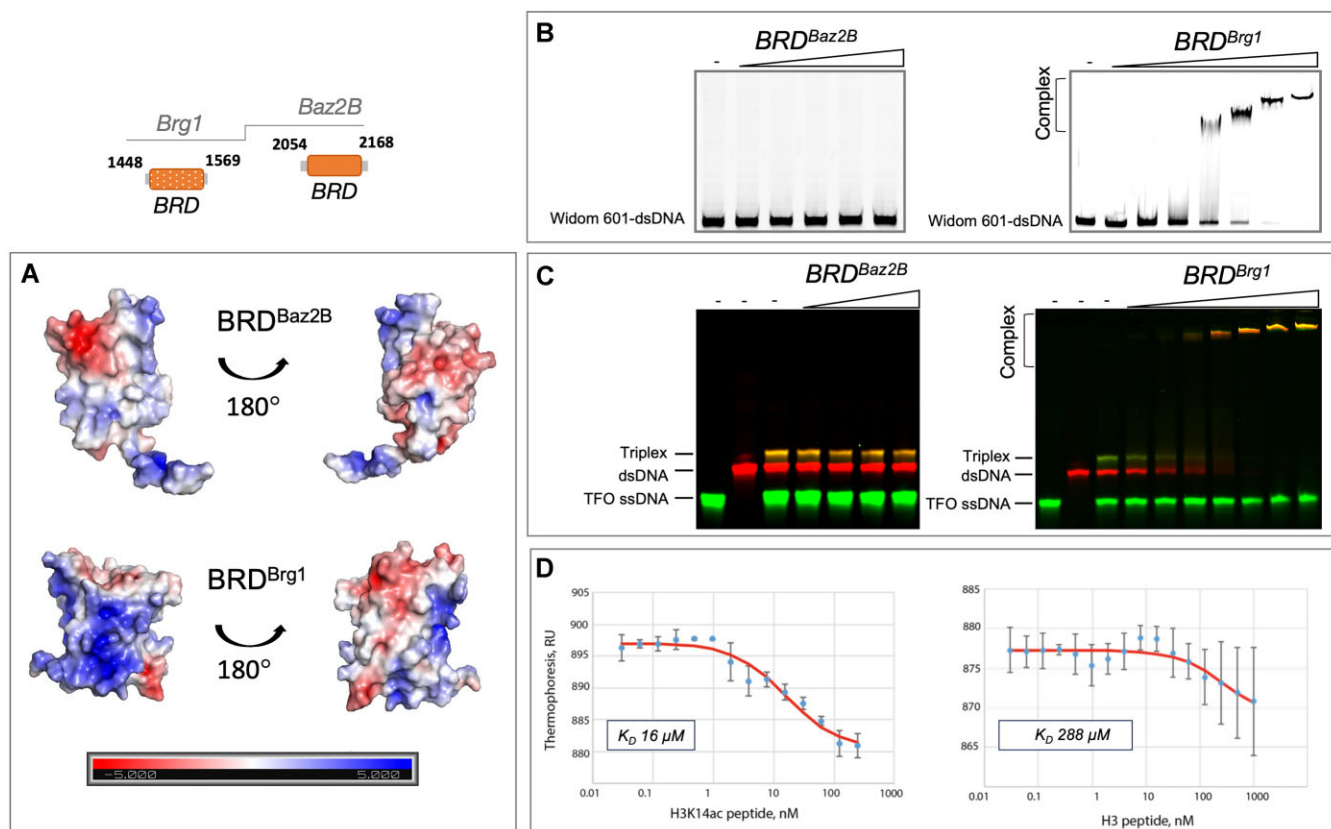 Brg1
Baz2B
1448
1569
2054
2168
BRD
BRD
A
BRD^Baz2B
180°
BRD^Brg1
180°
-5.000
5.000
B
BRD^Baz2B
-
Widom 601-dsDNA
BRD^Brg1
-
Complex
Widom 601-dsDNA
C
BRD^Baz2B
- - -
Triplex
dsDNA
TFO ssDNA
BRD^Brg1
- - -
Complex
Triplex
dsDNA
TFO ssDNA
D
Thermophoresis, RU
905
900
895
890
885
880
K_D 16 μM
0.01 0.1 1 10 100 1000
H3K14ac peptide, nM
885
880
875
870
865
K_D 288 μM
0.01 0.1 1 10 100 1000
H3 peptide, nM